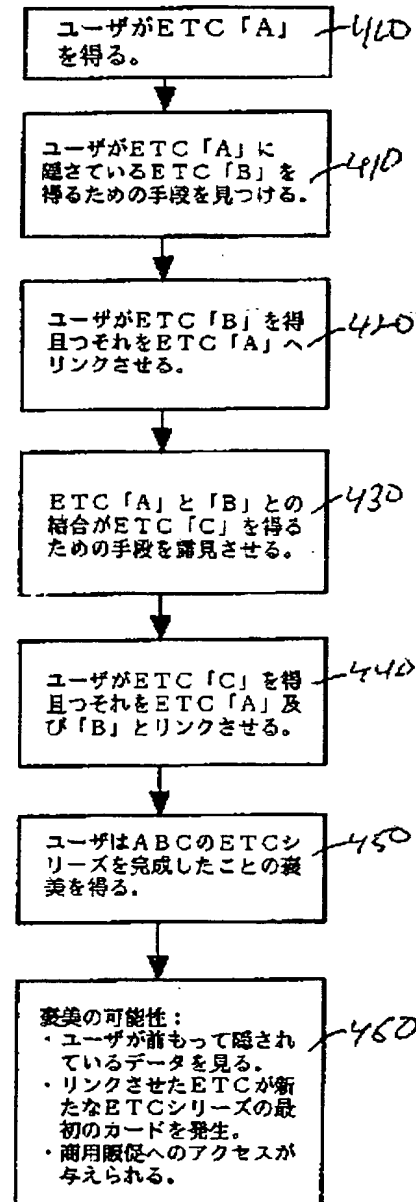 ユーザがETC「A」
を得る。
400
ユーザがETC「A」に
隠さているETC「B」を
得るための手段を見つける。
410
ユーザがETC「B」を得
且つそれをETC「A」へ
リンクさせる。
420
ETC「A」と「B」との
結合がETC「C」を得る
ための手段を露見させる。
430
ユーザがETC「C」を得
且つそれをETC「A」及
び「B」とリンクさせる。
440
ユーザはABCのETCシ
リーズを完成したことの褒
美を得る。
450
褒美の可能性:
・ユーザが前もって隠され
ているデータを見る。
・リンクさせたETCが新
たなETCシリーズの最
初のカードを発生。
・商用販促へのアクセスが
与えられる。
460